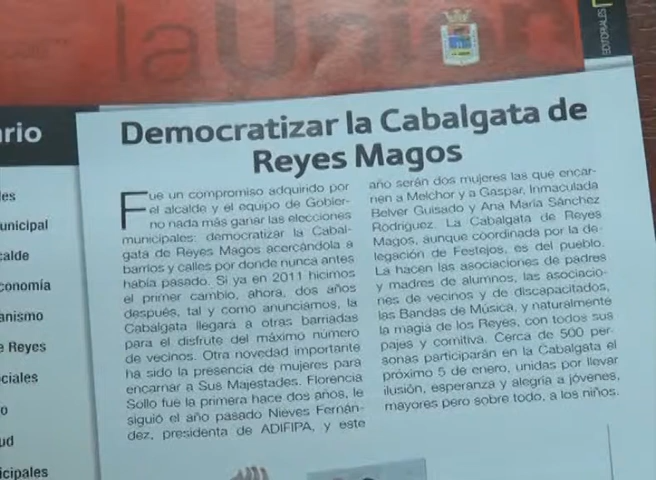 la Unión
EDITORIALES
Democratizar la Cabalgata de
Reyes Magos
Fue un compromiso adquirido por
el alcalde y el equipo de Gobier-
no nada más ganar las elecciones
municipales: democratizar la Cabal-
gata de Reyes Magos acercándola a
barrios y calles por donde nunca antes
había pasado. Si ya en 2011 hicimos
el primer cambio, ahora, dos años
después, tal y como anunciamos, la
Cabalgata llegará a otras barriadas
para el disfrute del máximo número
de vecinos. Otra novedad importante
ha sido la presencia de mujeres para
encarnar a Sus Majestades. Florencia
Sollo fue la primera hace dos años, le
siguió el año pasado Nieves Fernán-
dez, presidenta de ADIFIPA, y este
año serán dos mujeres las que encar-
nen a Melchor y a Gaspar, Inmaculada
Belver Guisado y Ana María Sánchez
Rodríguez. La Cabalgata de Reyes
Magos, aunque coordinada por la de-
legación de Festejos, es del pueblo.
La hacen las asociaciones de padres
y madres de alumnos, las asociacio-
nes de vecinos y de discapacitados,
las Bandas de Música, y naturalmente
la magia de los Reyes, con todos sus
pajes y comitiva. Cerca de 500 per-
sonas participarán en la Cabalgata el
próximo 5 de enero, unidas por llevar
ilusión, esperanza y alegría a jóvenes,
mayores pero sobre todo, a los niños.
ario
es
unicipal
calde
conomía
anismo
e Reyes
ciales
o
ud
icipales